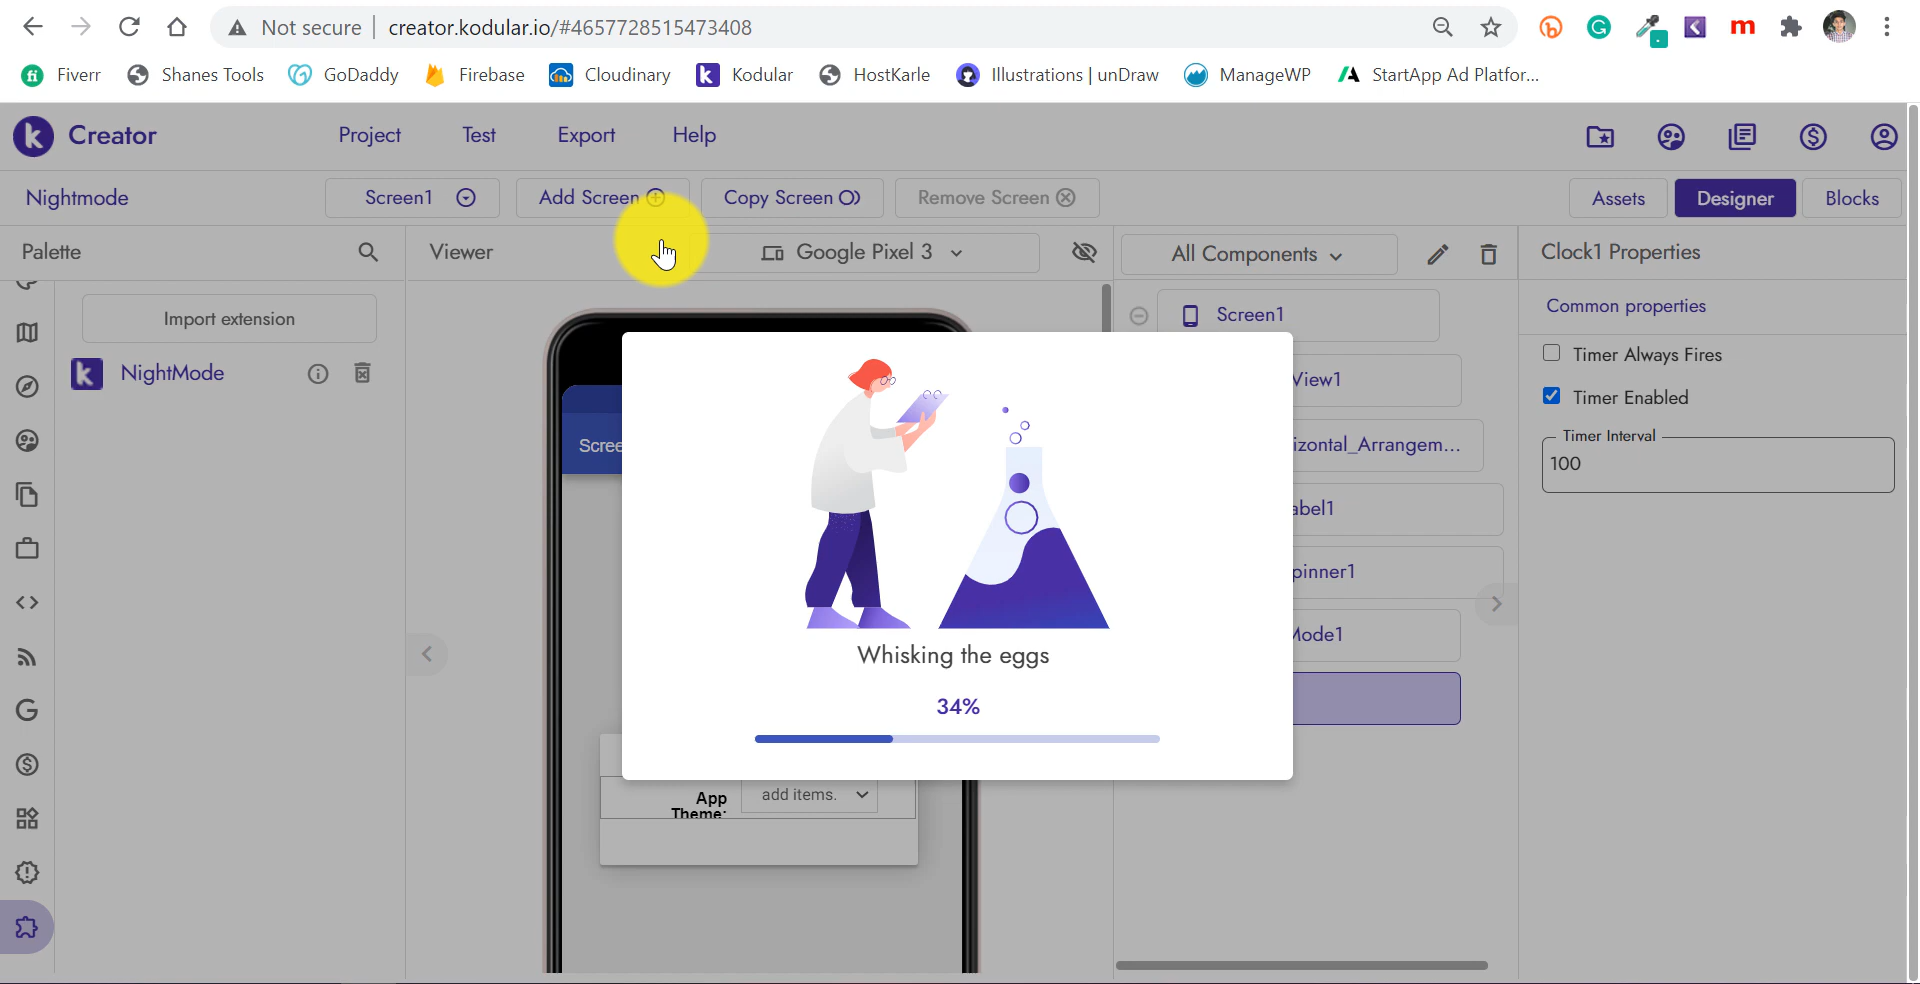 Not secure creator.kodular.io/#4657728515473408
Fiverr Shanes Tools GoDaddy Firebase Cloudinary Kodular HostKarle Illustrations | unDraw ManageWP StartApp Ad Platfor...
Creator Project Test Export Help
Nightmode Screen1 Add Screen Copy Screen Remove Screen Assets Designer Blocks
Palette Viewer Google Pixel 3 All Components Clock1 Properties
Import extension
NightMode
Scree
Whisking the eggs
34%
App
Theme:
add items.
Screen1
View1
izontal_Arrangem...
abel1
pinner1
Mode1
Common properties
Timer Always Fires
Timer Enabled
Timer Interval
100